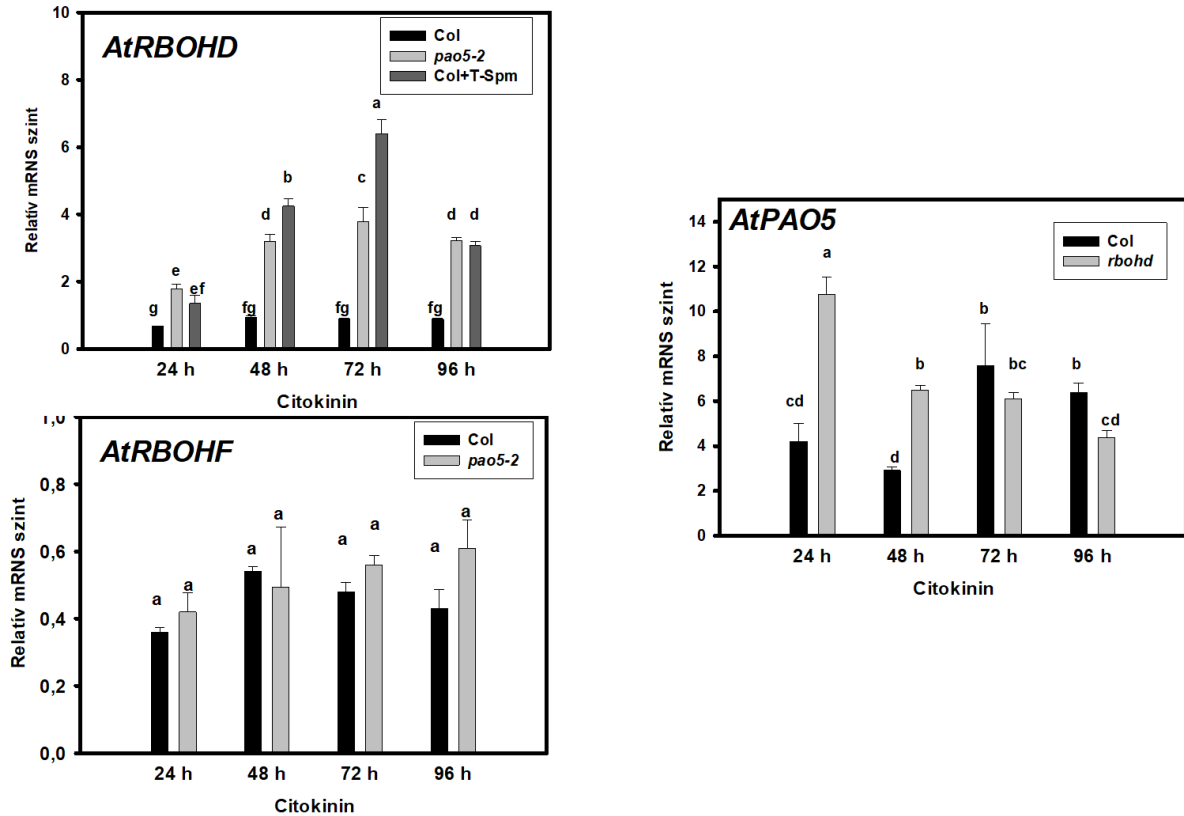 AtRBOHD
Col
pao5-2
Col+T-Spm
Relatív mRNS szint
10
8
6
4
2
0
g
e
ef
fg
d
b
fg
c
a
fg
d
d
24 h 48 h 72 h 96 h
Citokinin
AtRBOHF
Col
pao5-2
Relatív mRNS szint
1,0
0,8
0,6
0,4
0,2
0,0
a
a
a
a
a
a
a
a
24 h 48 h 72 h 96 h
Citokinin
AtPAO5
Col
rbohd
Relatív mRNS szint
14
12
10
8
6
4
2
0
cd
a
d
b
b
bc
b
cd
24 h 48 h 72 h 96 h
Citokinin